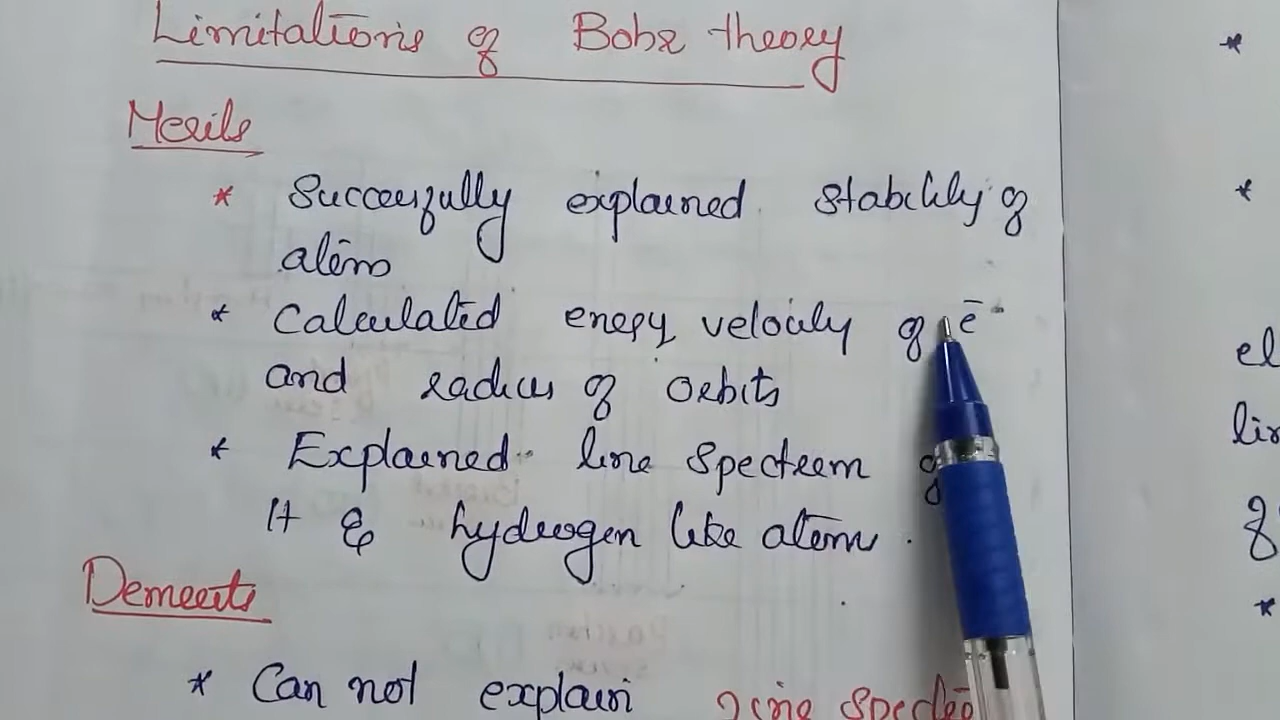 Limitations of Bohr theory
Merits
* Successfully explained stability of
atom
* Calculated energy velocity of e⁻
and radius of orbits
* Explained line spectrum of
H & hydrogen like atom.
Demerits
* Can not explain
el
*
*
*